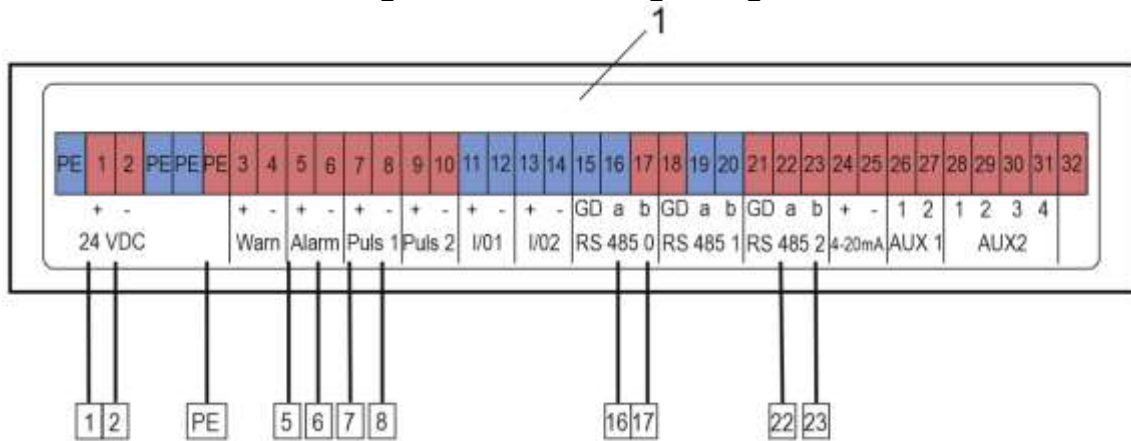 1
PE 1 2 PE PE PE 3 4 5 6 7 8 9 10 11 12 13 14 15 16 17 18 19 20 21 22 23 24 25 26 27 28 29 30 31 32
+ - + - + - + - + - + - + - GD a b GD a b GD a b + - 1 2 1 2 3 4
24 VDC Warn Alarm Puls 1 Puls 2 I/01 I/02 RS 485 0 RS 485 1 RS 485 2 4-20mA AUX 1 AUX2
1 2 PE 5 6 7 8 16 17 22 23